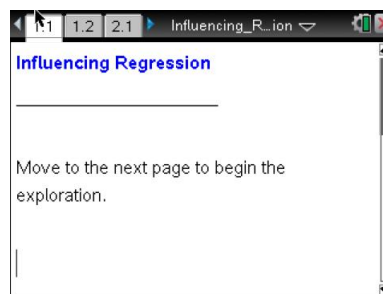 1.1 1.2 2.1 Influencing_R...ion
Influencing Regression
Move to the next page to begin the
exploration.